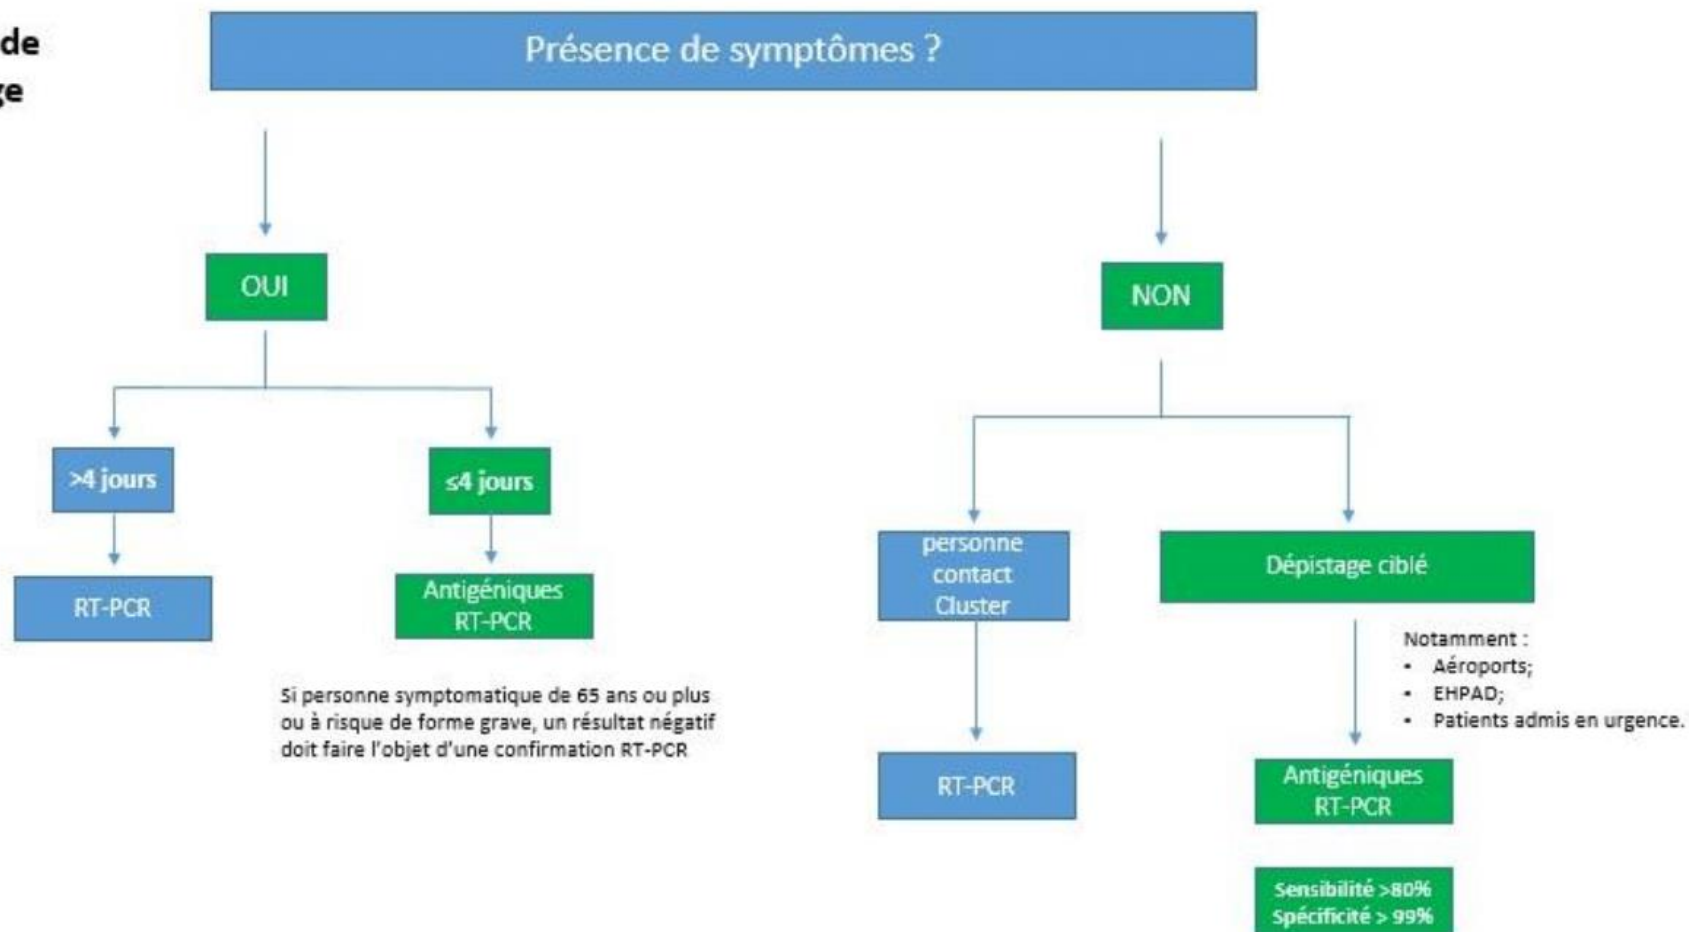 de
Présence de symptômes ?
OUI
NON
>4 jours
≤4 jours
RT-PCR
Antigéniques
RT-PCR
Si personne symptomatique de 65 ans ou plus
ou à risque de forme grave, un résultat négatif
doit faire l'objet d'une confirmation RT-PCR
personne
contact
Cluster
RT-PCR
Dépistage ciblé
Notamment :
• Aéroports;
• EHPAD;
• Patients admis en urgence.
Antigéniques
RT-PCR
Sensibilité >80%
Spécificité > 99%